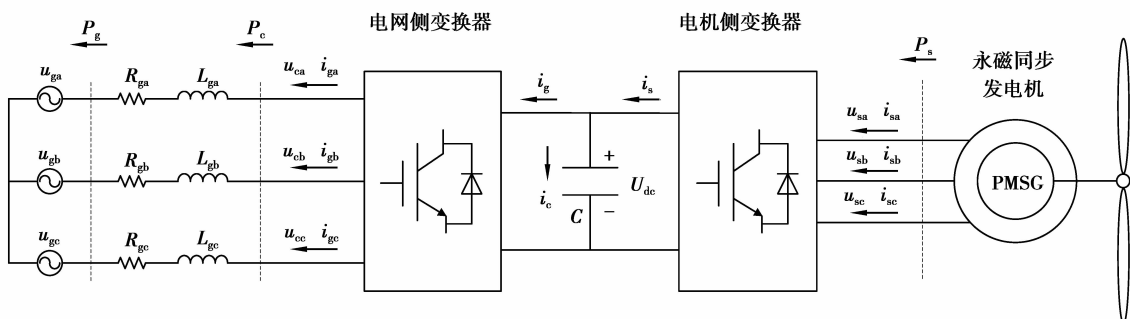 电网侧变换器
电机侧变换器
P_g
P_c
P_s
永磁同步
发电机
u_ga
R_ga
L_ga
u_ca i_ga
i_g
i_s
u_sa i_sa
u_gb
R_gb
L_gb
u_cb i_gb
i_c
+
U_dc
C
−
u_sb i_sb
PMSG
u_gc
R_gc
L_gc
u_cc i_gc
u_sc i_sc